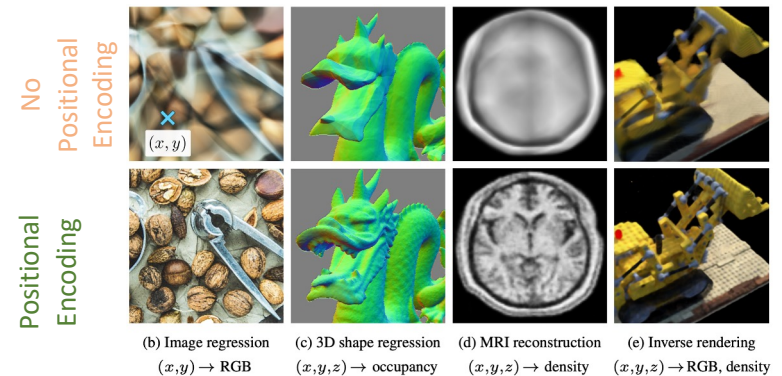 No
Positional
Encoding
(x, y)
Positional
Encoding
(b) Image regression
(x,y) → RGB
(c) 3D shape regression
(x,y,z) → occupancy
(d) MRI reconstruction
(x,y,z) → density
(e) Inverse rendering
(x,y,z) → RGB, density